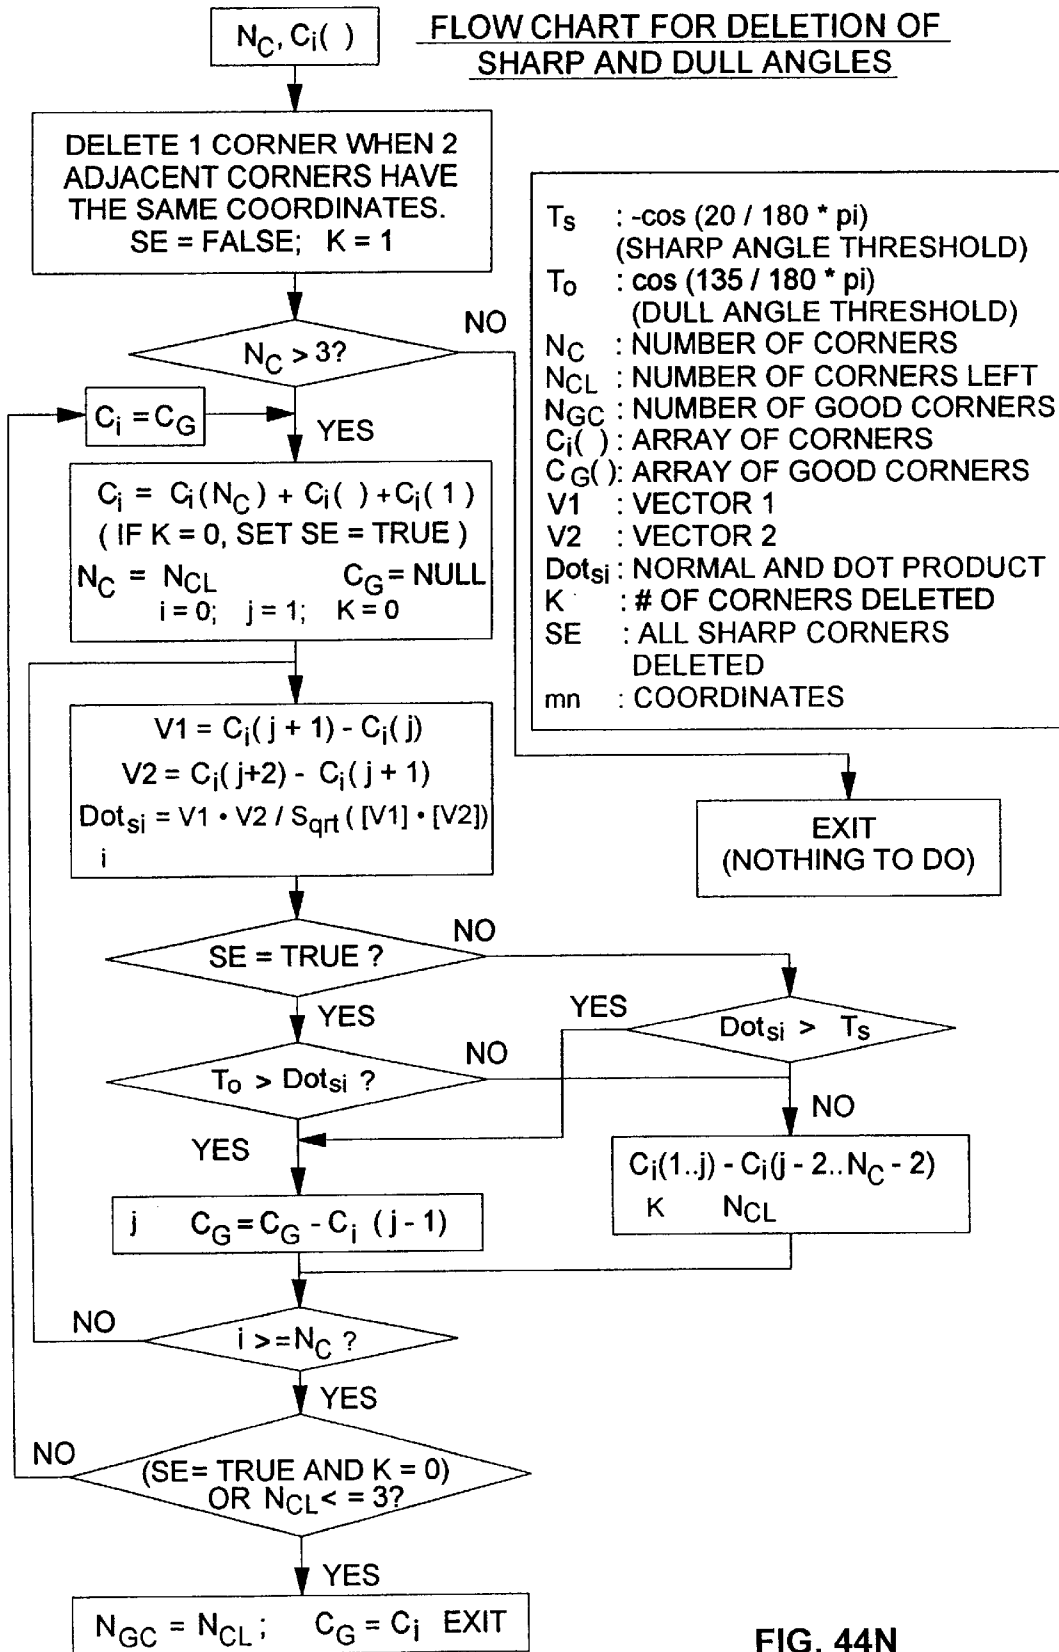 N_C, C_i( )
FLOW CHART FOR DELETION OF
SHARP AND DULL ANGLES
DELETE 1 CORNER WHEN 2
ADJACENT CORNERS HAVE
THE SAME COORDINATES.
SE = FALSE; K = 1
N_C > 3?
NO
YES
C_i = C_G
C_i = C_i(N_C) + C_i( ) +C_i( 1 )
( IF K = 0, SET SE = TRUE )
N_C = N_CL C_G = NULL
i = 0; j = 1; K = 0
T_s : -cos (20 / 180 * pi)
(SHARP ANGLE THRESHOLD)
T_o : cos (135 / 180 * pi)
(DULL ANGLE THRESHOLD)
N_C : NUMBER OF CORNERS
N_CL : NUMBER OF CORNERS LEFT
N_GC : NUMBER OF GOOD CORNERS
C_i( ) : ARRAY OF CORNERS
C_G( ): ARRAY OF GOOD CORNERS
V1 : VECTOR 1
V2 : VECTOR 2
Dot_si : NORMAL AND DOT PRODUCT
K : # OF CORNERS DELETED
SE : ALL SHARP CORNERS
DELETED
mn : COORDINATES
V1 = C_i( j + 1) - C_i( j)
V2 = C_i( j+2) - C_i( j + 1)
Dot_si = V1 • V2 / S_qrt ( [V1] • [V2])
i
EXIT
(NOTHING TO DO)
SE = TRUE ?
NO
YES
Dot_si > T_s
YES
NO
T_o > Dot_si ?
NO
YES
C_i(1..j) - C_i(j - 2..N_C - 2)
K N_CL
j C_G = C_G - C_i ( j - 1)
i >= N_C ?
NO
YES
(SE= TRUE AND K = 0)
OR N_CL < = 3?
NO
YES
N_GC = N_CL ; C_G = C_i EXIT
FIG. 44N